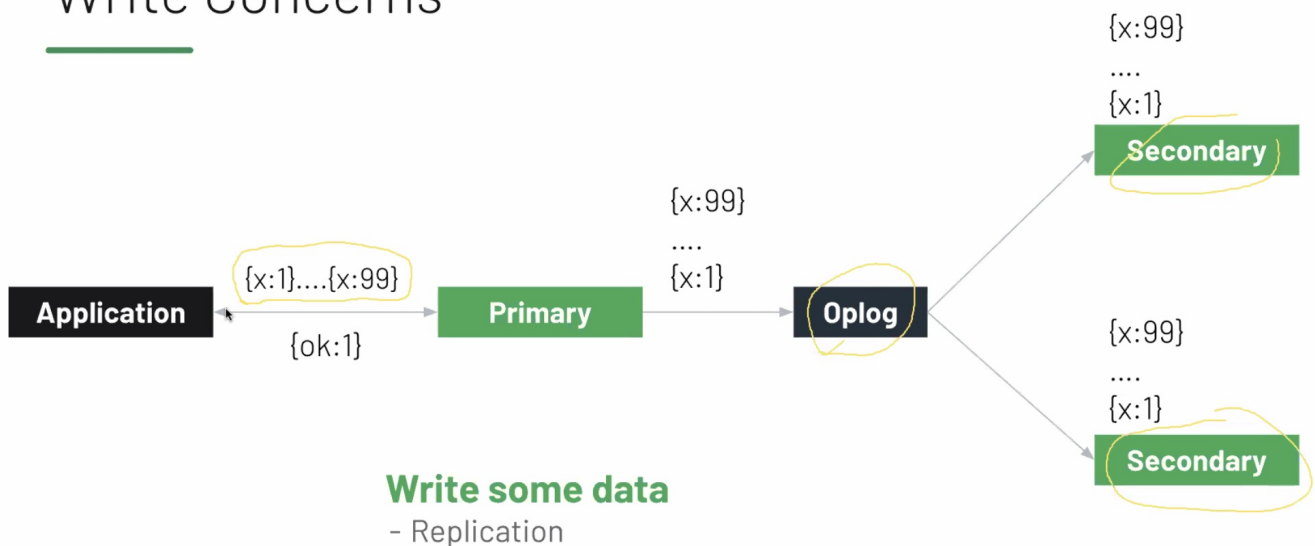 Write Concerns
{x:99}
....
{x:1}
Secondary
{x:99}
....
{x:1}
{x:1}....{x:99}
Application
Primary
Oplog
{ok:1}
{x:99}
....
{x:1}
Secondary
Write some data
- Replication